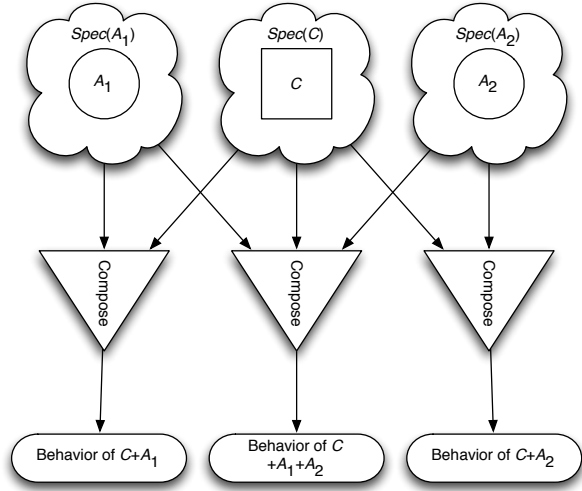 Spec(A₁)
Spec(C)
Spec(A₂)
A₁
C
A₂
Compose
Compose
Compose
Behavior of C+A₁
Behavior of C
+A₁+A₂
Behavior of C+A₂